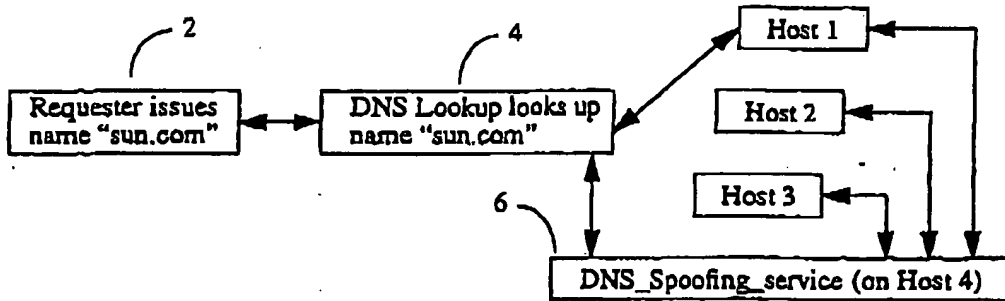 2
4
Host 1
Requester issues
name "sun.com"
DNS Lookup looks up
name "sun.com"
Host 2
Host 3
6
DNS_Spoofing_service (on Host 4)